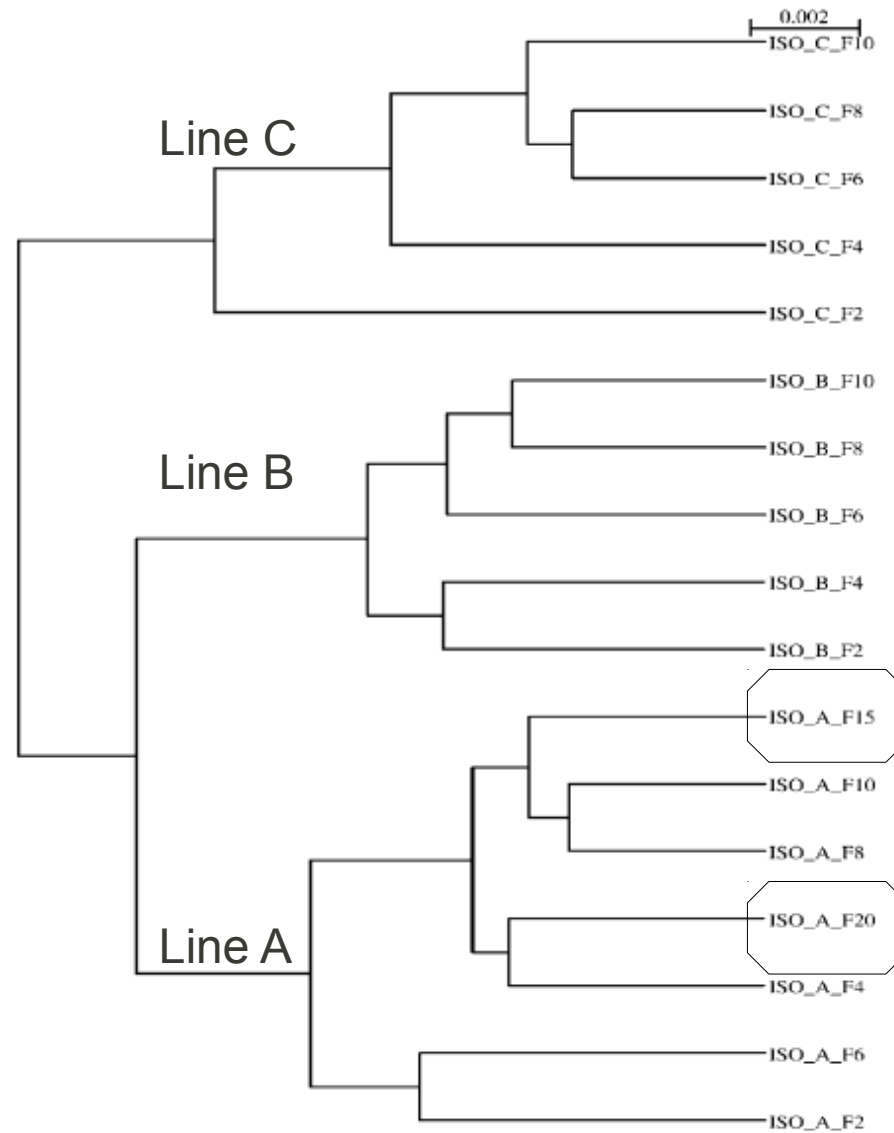 0.002
ISO_C_F10
ISO_C_F8
Line C
ISO_C_F6
ISO_C_F4
ISO_C_F2
ISO_B_F10
ISO_B_F8
Line B
ISO_B_F6
ISO_B_F4
ISO_B_F2
ISO_A_F15
ISO_A_F10
ISO_A_F8
ISO_A_F20
Line A
ISO_A_F4
ISO_A_F6
ISO_A_F2